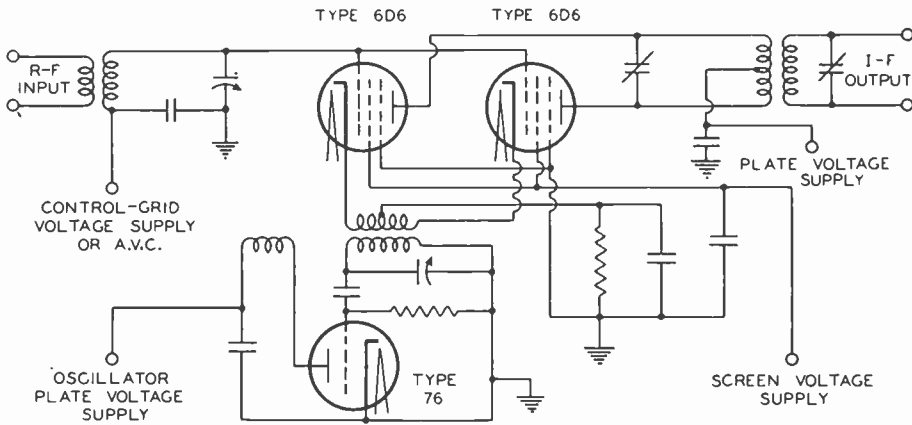 TYPE 6D6
TYPE 6D6
R-F
INPUT
I-F
OUTPUT
PLATE VOLTAGE
SUPPLY
CONTROL-GRID
VOLTAGE SUPPLY
OR A.V.C.
OSCILLATOR
PLATE VOLTAGE
SUPPLY
TYPE
76
SCREEN VOLTAGE
SUPPLY